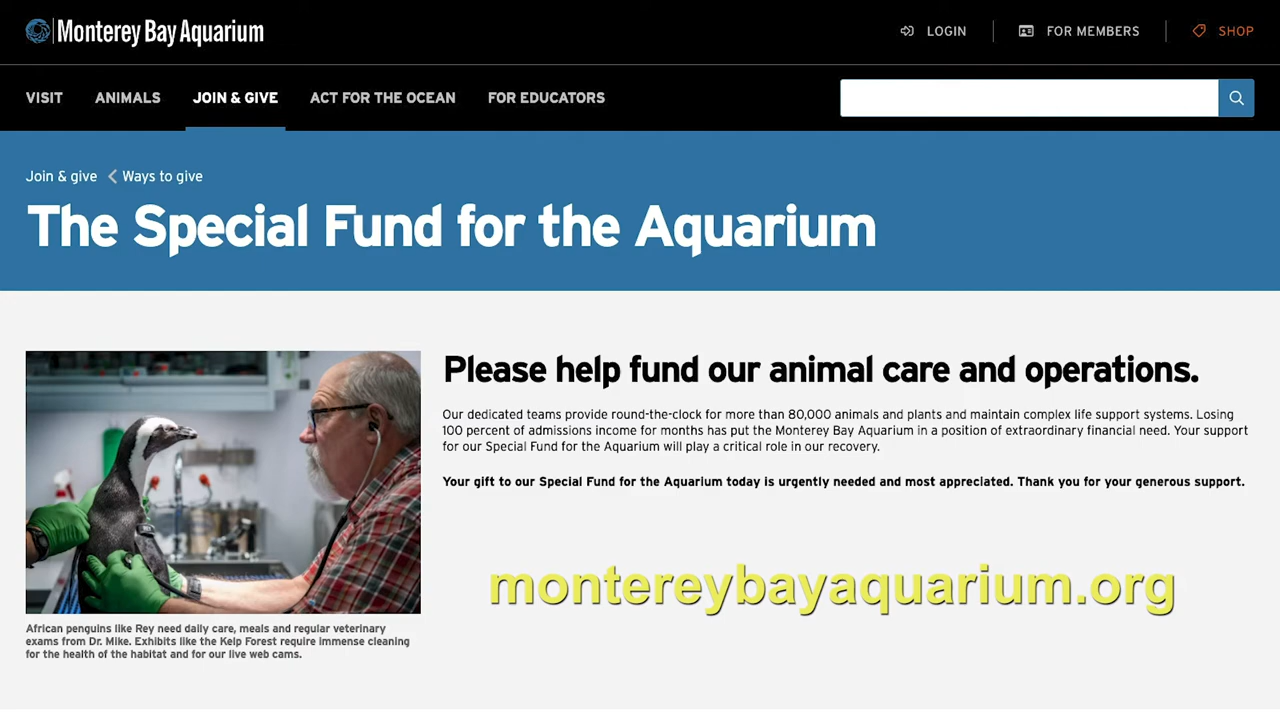 Monterey Bay Aquarium
LOGIN
FOR MEMBERS
SHOP
VISIT
ANIMALS
JOIN & GIVE
ACT FOR THE OCEAN
FOR EDUCATORS
Join & give
Ways to give
The Special Fund for the Aquarium
Please help fund our animal care and operations.
Our dedicated teams provide round-the-clock for more than 80,000 animals and plants and maintain complex life support systems. Losing
100 percent of admissions income for months has put the Monterey Bay Aquarium in a position of extraordinary financial need. Your support
for our Special Fund for the Aquarium will play a critical role in our recovery.
Your gift to our Special Fund for the Aquarium today is urgently needed and most appreciated. Thank you for your generous support.
montereybayaquarium.org
African penguins like Rey need daily care, meals and regular veterinary
exams from Dr. Mike. Exhibits like the Kelp Forest require immense cleaning
for the health of the habitat and for our live web cams.